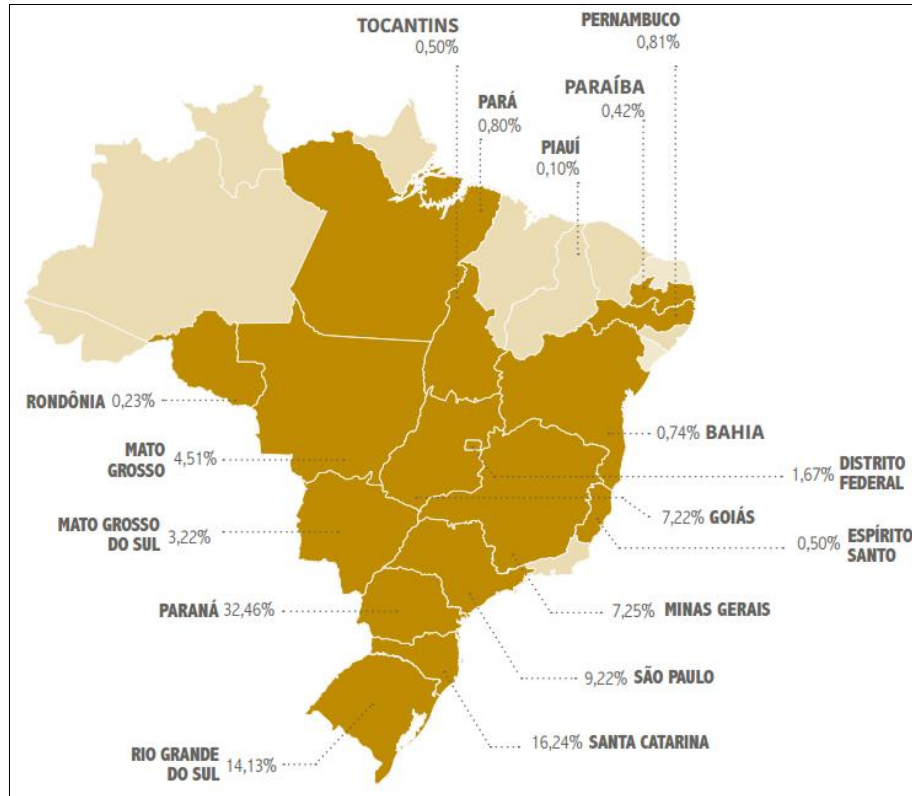 TOCANTINS
0,50%
PERNAMBUCO
0,81%
PARÁ
0,80%
PARAÍBA
0,42%
PIAUÍ
0,10%
RONDÔNIA 0,23%
0,74% BAHIA
MATO
GROSSO
4,51%
1,67%
DISTRITO
FEDERAL
MATO GROSSO
DO SUL
3,22%
7,22% GOIÁS
0,50%
ESPÍRITO
SANTO
PARANÁ 32,46%
7,25% MINAS GERAIS
9,22% SÃO PAULO
16,24% SANTA CATARINA
RIO GRANDE
DO SUL
14,13%